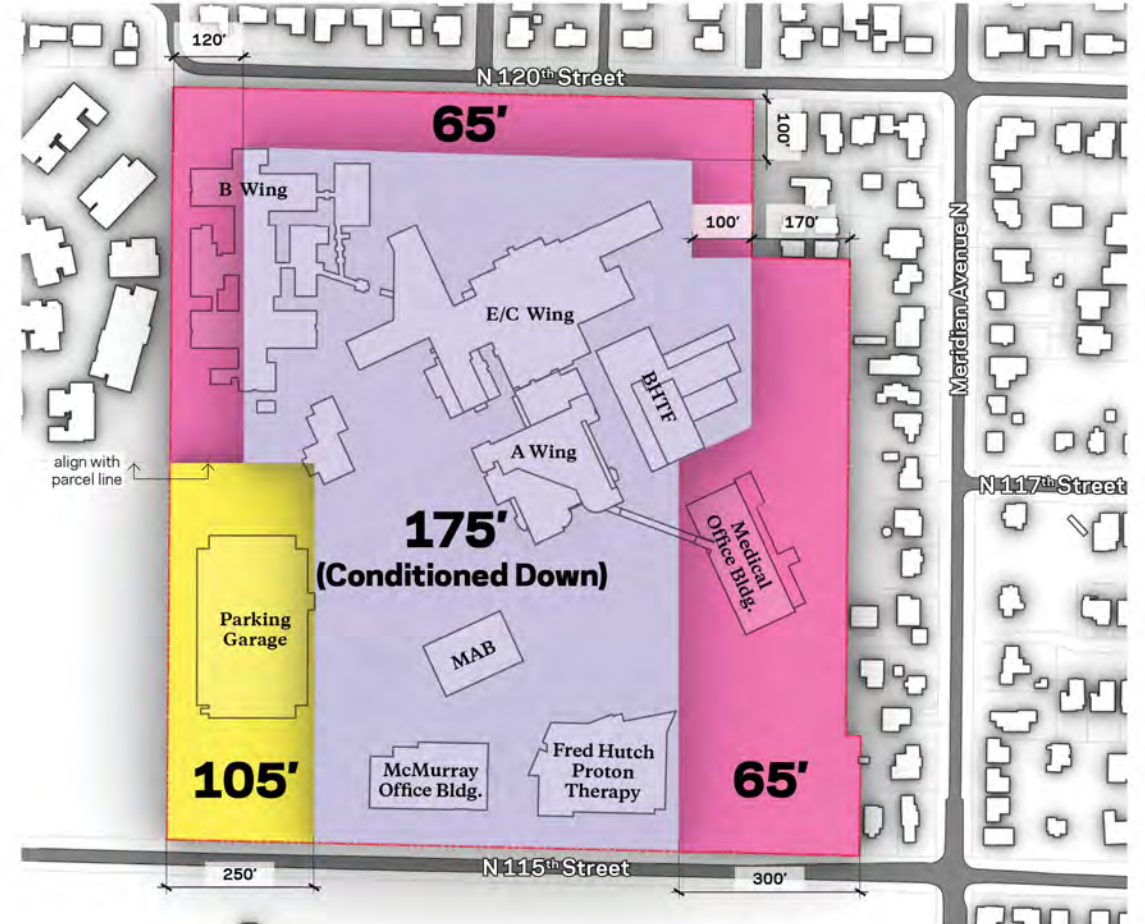 120'
N 120th Street
65'
100'
B Wing
100'
170'
Meridian Avenue N
E/C Wing
BHTF
A Wing
align with
parcel line
N 117th Street
175'
(Conditioned Down)
Medical
Office Bldg.
Parking
Garage
MAB
105'
McMurray
Office Bldg.
Fred Hutch
Proton
Therapy
65'
N 115th Street
250'
300'